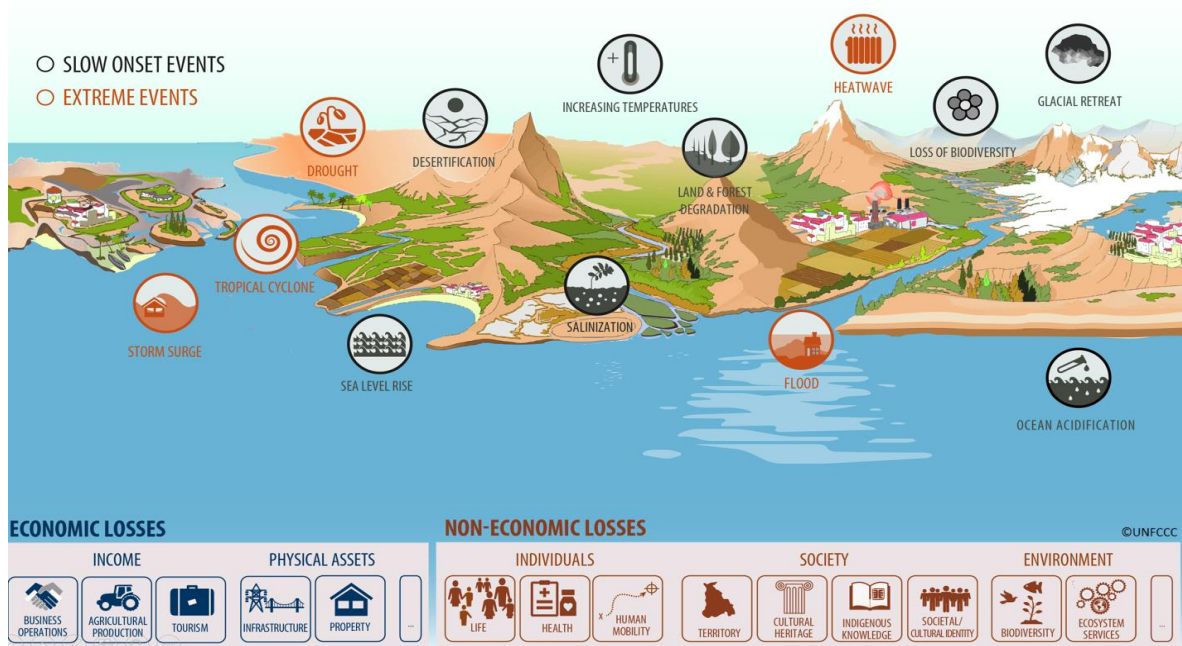 SLOW ONSET EVENTS
EXTREME EVENTS
INCREASING TEMPERATURES
HEATWAVE
GLACIAL RETREAT
DROUGHT
DESERTIFICATION
LAND & FOREST
DEGRADATION
LOSS OF BIODIVERSITY
TROPICAL CYCLONE
STORM SURGE
SEA LEVEL RISE
SALINIZATION
FLOOD
OCEAN ACIDIFICATION
ECONOMIC LOSSES
NON-ECONOMIC LOSSES
©UNFCCC
INCOME
PHYSICAL ASSETS
INDIVIDUALS
SOCIETY
ENVIRONMENT
BUSINESS
OPERATIONS
AGRICULTURAL
PRODUCTION
TOURISM
INFRASTRUCTURE
PROPERTY
...
LIFE
HEALTH
X
HUMAN
MOBILITY
TERRITORY
CULTURAL
HERITAGE
INDIGENOUS
KNOWLEDGE
SOCIETAL/
CULTURAL IDENTITY
BIODIVERSITY
ECOSYSTEM
SERVICES
...